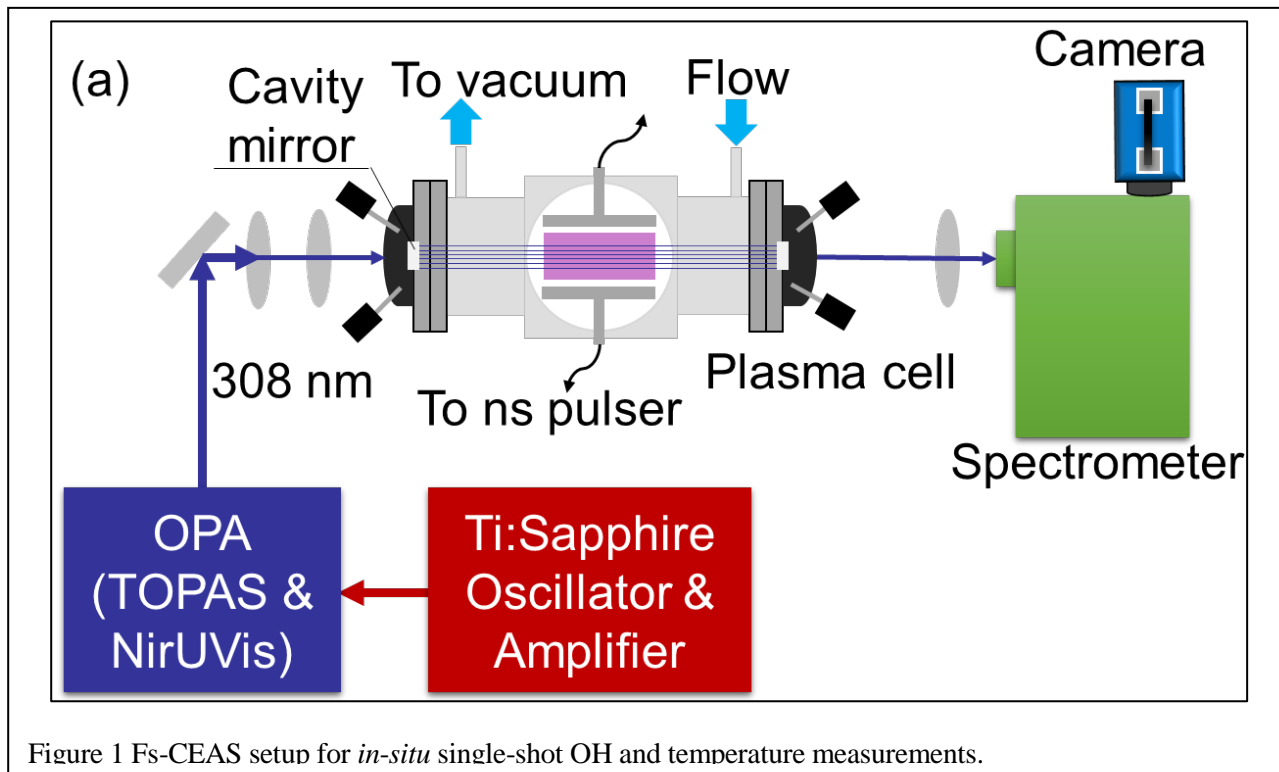 (a)
Cavity
mirror
To vacuum
Flow
Camera
308 nm
To ns pulser
Plasma cell
Spectrometer
OPA
(TOPAS &
NirUVis)
Ti:Sapphire
Oscillator &
Amplifier
Figure 1 Fs-CEAS setup for in-situ single-shot OH and temperature measurements.